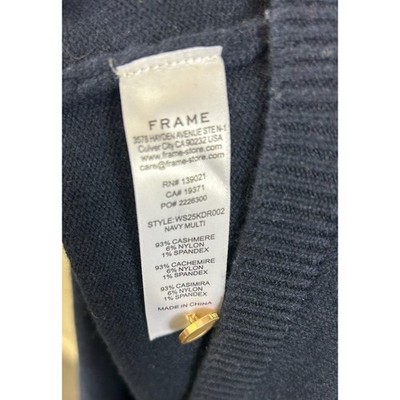 FRAME
3578 HAYDEN AVENUE STE N-1
Culver City CA 90232 USA
www.frame-store.com
care@frame-store.com
RN# 139021
CA# 19371
PO# 2226300
STYLE: WS25KDR002
NAVY MULTI
93% CASHMERE
6% NYLON
1% SPANDEX
93% CACHEMIRE
6% NYLON
1% SPANDEX
93% CASIMIRA
6% NYLON
1% SPANDEX
MADE IN CHINA